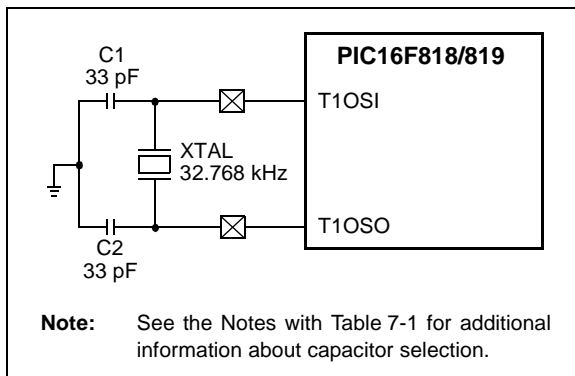 C1
33 pF
PIC16F818/819
T1OSI
XTAL
32.768 kHz
T1OSO
C2
33 pF
Note: See the Notes with Table 7-1 for additional
information about capacitor selection.